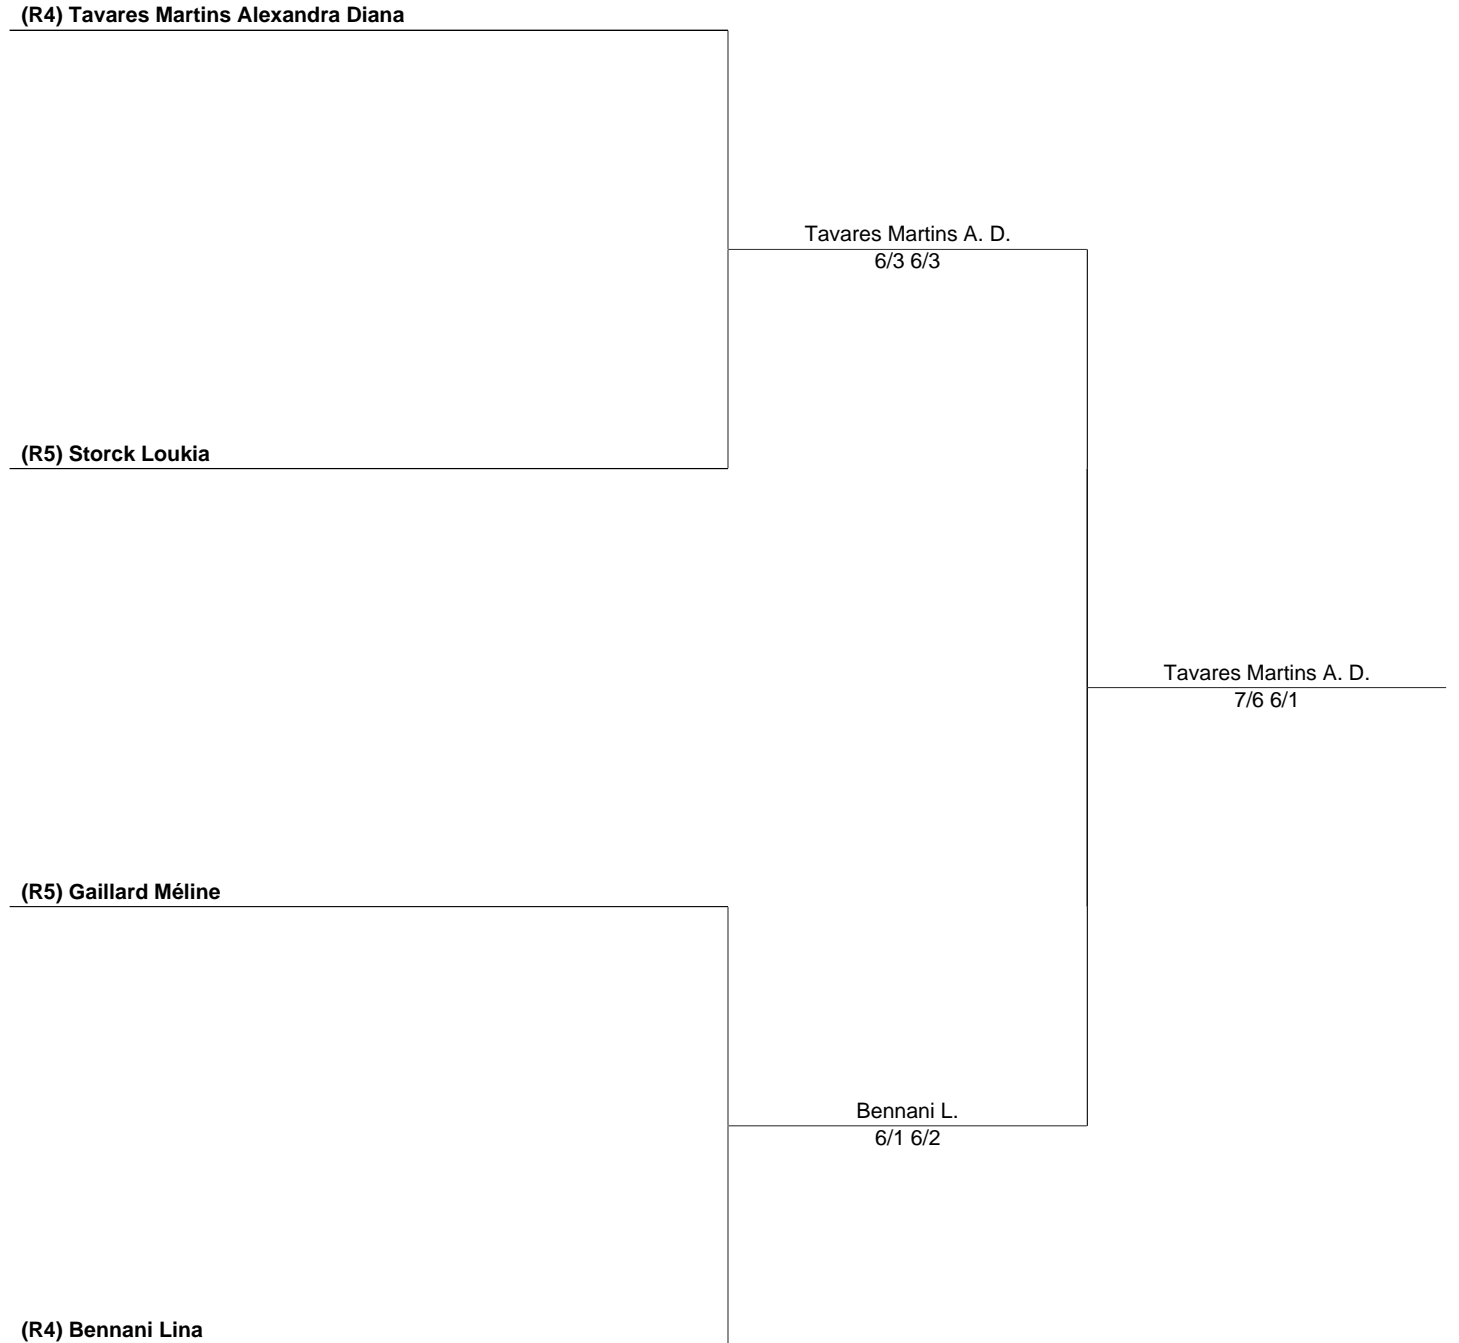 (R4) Tavares Martins Alexandra Diana
Tavares Martins A. D.
6/3 6/3
(R5) Storck Loukia
Tavares Martins A. D.
7/6 6/1
(R5) Gaillard Méline
Bennani L.
6/1 6/2
(R4) Bennani Lina